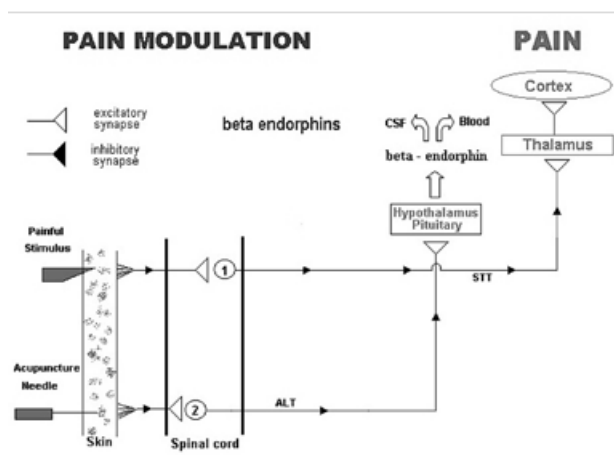 PAIN MODULATION
PAIN
Cortex
Thalamus
excitatory
synapse
inhibitory
synapse
beta endorphins
CSF
Blood
beta - endorphin
Hypothalamus
Pituitary
Painful
Stimulus
1
STT
Acupuncture
Needle
2
ALT
Skin
Spinal cord